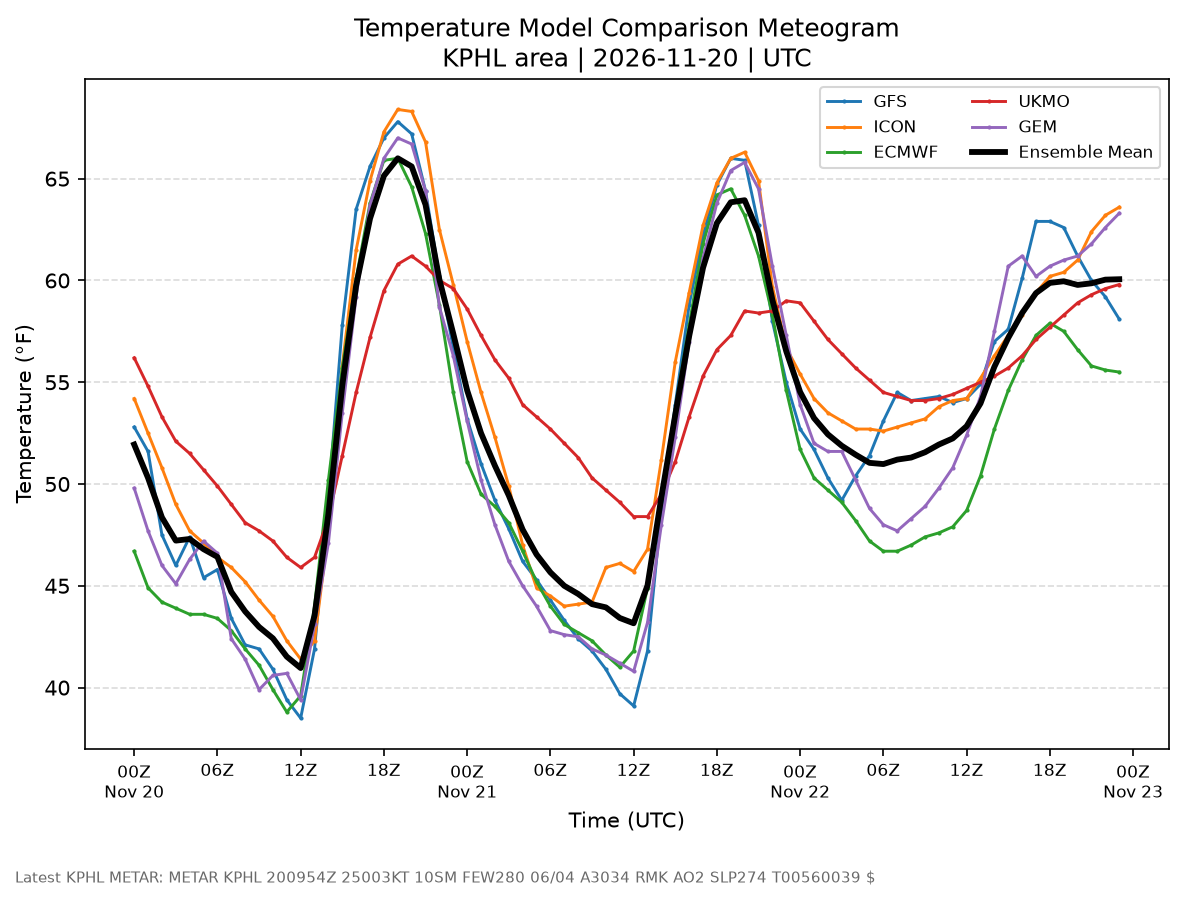 Temperature Model Comparison Meteogram
KPHL area | 2026-11-20 | UTC
GFS
ICON
ECMWF
UKMO
GEM
Ensemble Mean
Temperature (°F)
65
60
55
50
45
40
00Z
Nov 20
06Z
12Z
18Z
00Z
Nov 21
06Z
12Z
18Z
00Z
Nov 22
06Z
12Z
18Z
00Z
Nov 23
Time (UTC)
Latest KPHL METAR: METAR KPHL 200954Z 25003KT 10SM FEW280 06/04 A3034 RMK AO2 SLP274 T00560039 $